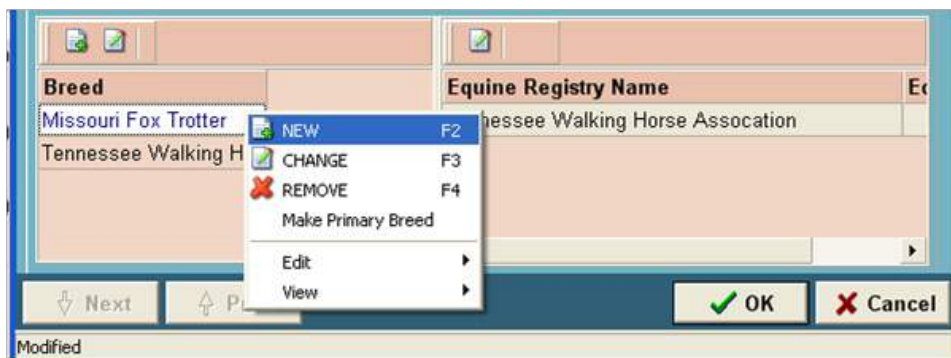 Breed
Equine Registry Name
Missouri Fox Trotter
Walking Horse Assocation
Tennessee Walking H
NEW F2
CHANGE F3
REMOVE F4
Make Primary Breed
Edit
View
Next
OK
Cancel
Modified